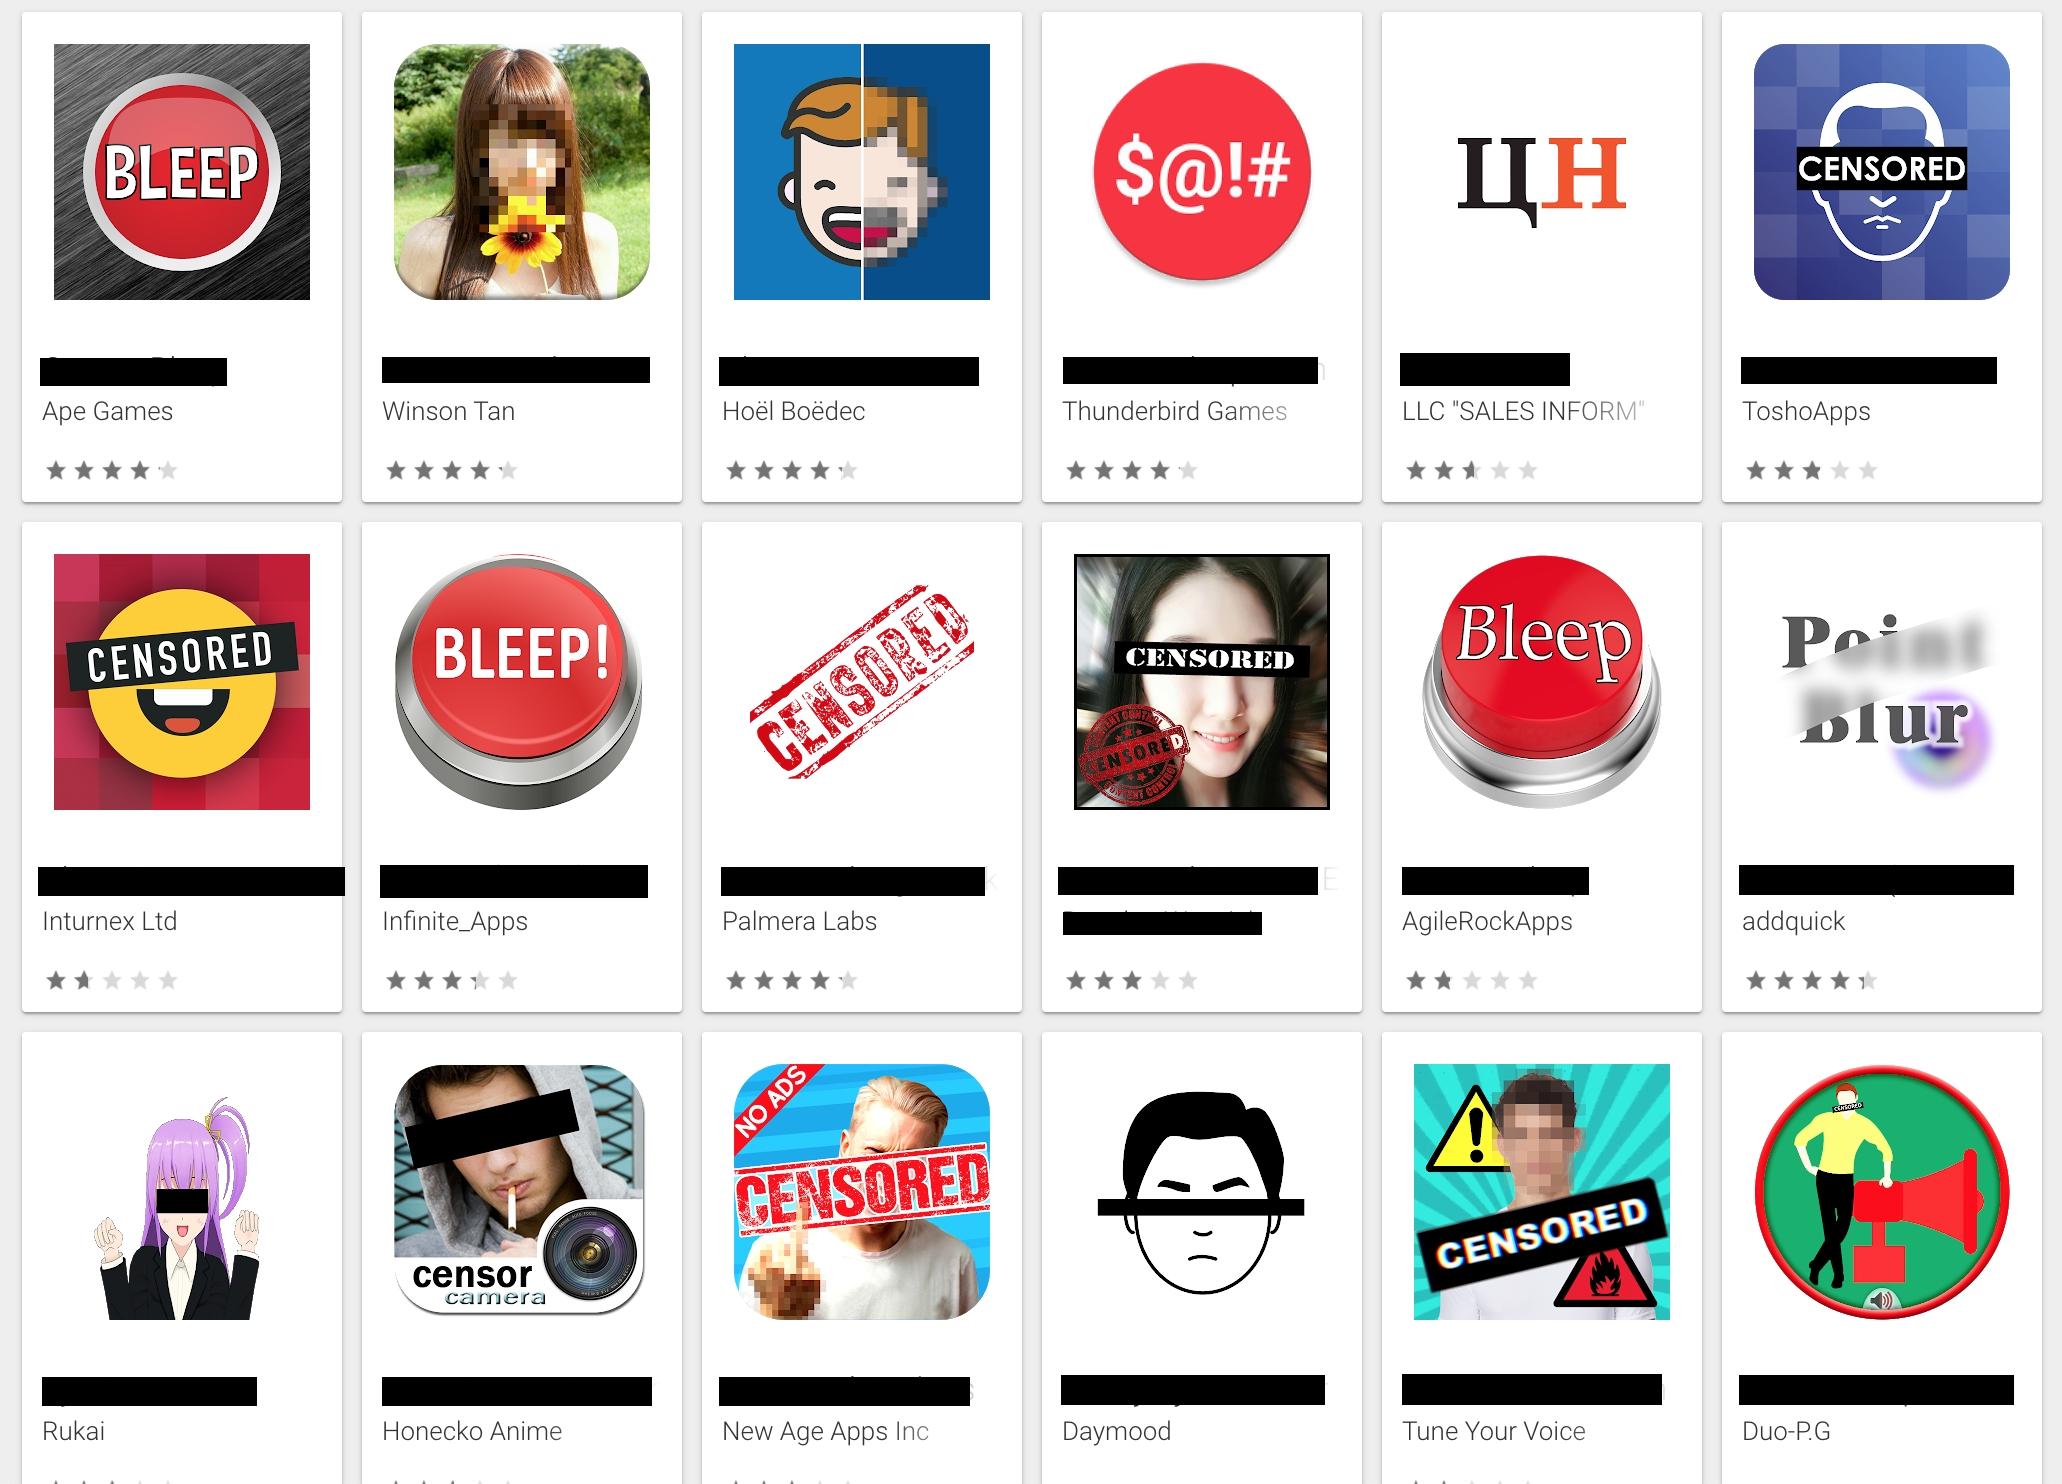 BLEEP
$@!#
ЦН
CENSORED
Ape Games
Winson Tan
Hoël Boëdec
Thunderbird Games
LLC "SALES INFORM"
ToshoApps
CENSORED
BLEEP!
CENSORED
CENSORED
CENSORED
CONTENT CONTROL
Bleep
Point
Blur
Inturnex Ltd
Infinite_Apps
Palmera Labs
AgileRockApps
addquick
censor
camera
NO ADS
CENSORED
CENSORED
CENSORED
Rukai
Honecko Anime
New Age Apps Inc
Daymood
Tune Your Voice
Duo-P.G